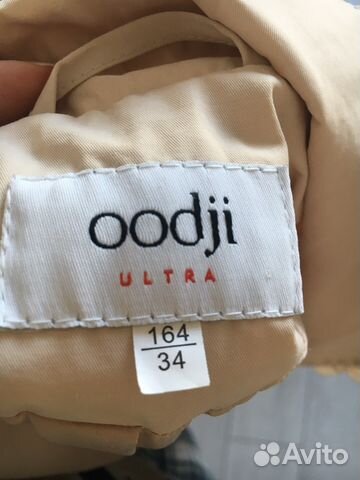 oodji
ULTRA
164
34
Avito